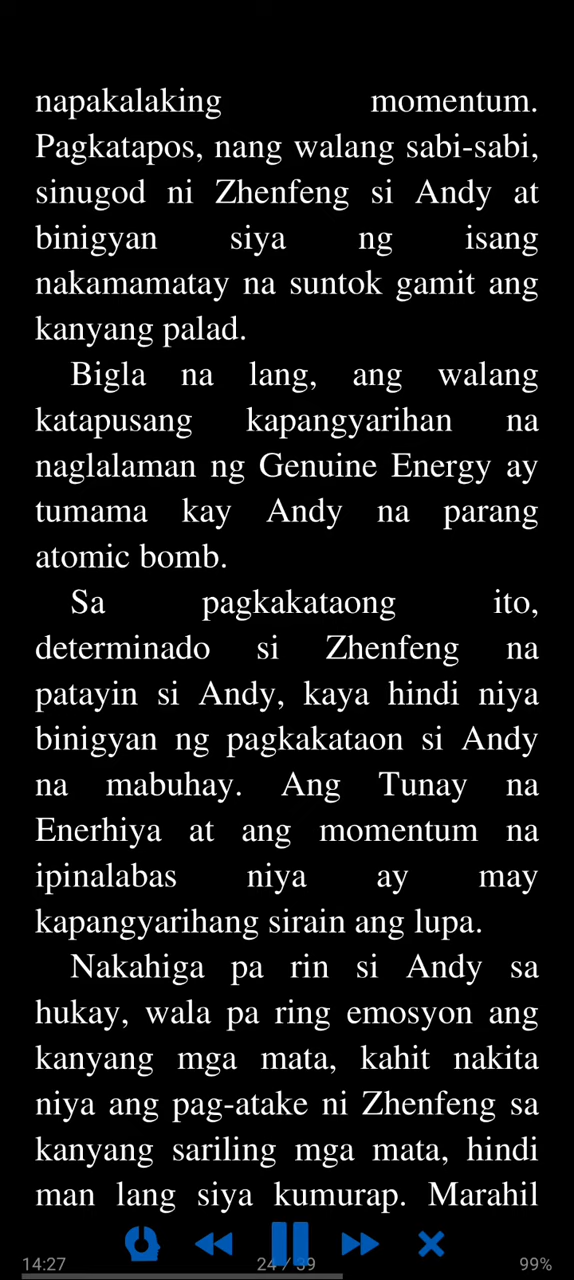 napakalaking momentum.
Pagkatapos, nang walang sabi-sabi,
sinugod ni Zhenfeng si Andy at
binigyan siya ng isang
nakamamatay na suntok gamit ang
kanyang palad.
Bigla na lang, ang walang
katapusang kapangyarihan na
naglalaman ng Genuine Energy ay
tumama kay Andy na parang
atomic bomb.
Sa pagkakataong ito,
determinado si Zhenfeng na
patayin si Andy, kaya hindi niya
binigyan ng pagkakataon si Andy
na mabuhay. Ang Tunay na
Enerhiya at ang momentum na
ipinalabas niya ay may
kapangyarihang sirain ang lupa.
Nakahiga pa rin si Andy sa
hukay, wala pa ring emosyon ang
kanyang mga mata, kahit nakita
niya ang pag-atake ni Zhenfeng sa
kanyang sariling mga mata, hindi
man lang siya kumurap. Marahil
14:27 24 / 39 99%